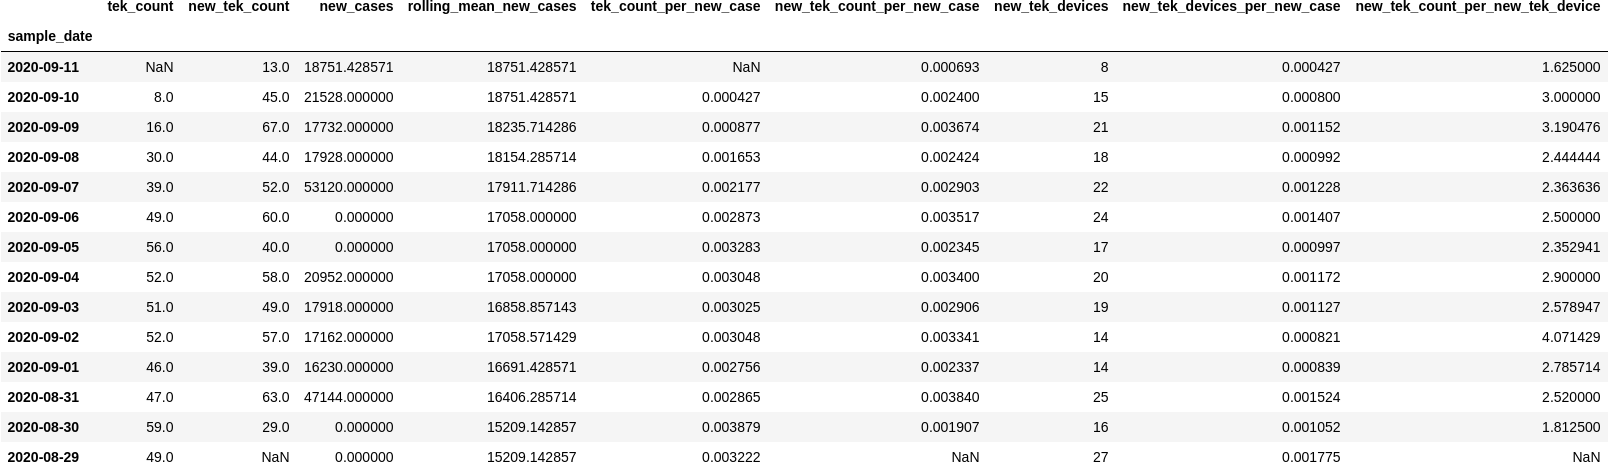 tek_count new_tek_count new_cases rolling_mean_new_cases tek_count_per_new_case new_tek_count_per_new_case new_tek_devices new_tek_devices_per_new_case new_tek_count_per_new_tek_device
sample_date
2020-09-11 NaN 13.0 18751.428571 18751.428571 NaN 0.000693 8 0.000427 1.625000
2020-09-10 8.0 45.0 21528.000000 18751.428571 0.000427 0.002400 15 0.000800 3.000000
2020-09-09 16.0 67.0 17732.000000 18235.714286 0.000877 0.003674 21 0.001152 3.190476
2020-09-08 30.0 44.0 17928.000000 18154.285714 0.001653 0.002424 18 0.000992 2.444444
2020-09-07 39.0 52.0 53120.000000 17911.714286 0.002177 0.002903 22 0.001228 2.363636
2020-09-06 49.0 60.0 0.000000 17058.000000 0.002873 0.003517 24 0.001407 2.500000
2020-09-05 56.0 40.0 0.000000 17058.000000 0.003283 0.002345 17 0.000997 2.352941
2020-09-04 52.0 58.0 20952.000000 17058.000000 0.003048 0.003400 20 0.001172 2.900000
2020-09-03 51.0 49.0 17918.000000 16858.857143 0.003025 0.002906 19 0.001127 2.578947
2020-09-02 52.0 57.0 17162.000000 17058.571429 0.003048 0.003341 14 0.000821 4.071429
2020-09-01 46.0 39.0 16230.000000 16691.428571 0.002756 0.002337 14 0.000839 2.785714
2020-08-31 47.0 63.0 47144.000000 16406.285714 0.002865 0.003840 25 0.001524 2.520000
2020-08-30 59.0 29.0 0.000000 15209.142857 0.003879 0.001907 16 0.001052 1.812500
2020-08-29 49.0 NaN 0.000000 15209.142857 0.003222 NaN 27 0.001775 NaN